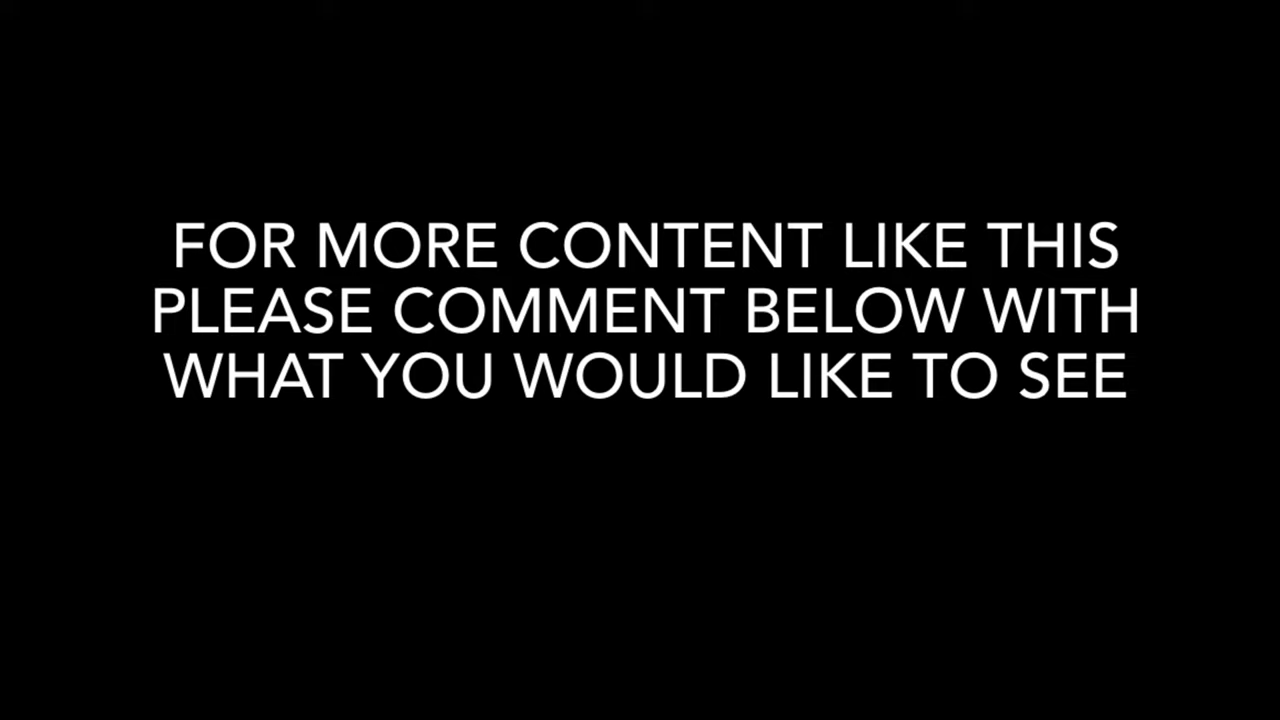 FOR MORE CONTENT LIKE THIS
PLEASE COMMENT BELOW WITH
WHAT YOU WOULD LIKE TO SEE